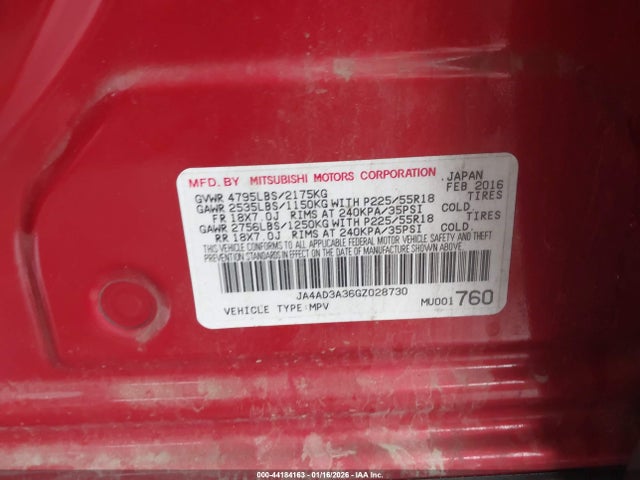 MFD. BY MITSUBISHI MOTORS CORPORATION JAPAN
GVWR 4795LBS/2175KG FEB 2016
GAWR 2535LBS/1150KG WITH P225/55R18 TIRES
FR 18X7.0J RIMS AT 240KPA/35PSI COLD.
GAWR 2756LBS/1250KG WITH P225/55R18 TIRES
RR 18X7.0J RIMS AT 240KPA/35PSI COLD.
THIS VEHICLE CONFORMS TO ALL APPLICABLE FEDERAL MOTOR VEHICLE SAFETY AND THEFT
PREVENTION STANDARDS IN EFFECT ON THE DATE OF MANUFACTURE SHOWN ABOVE.
JA4AD3A36GZ028730
VEHICLE TYPE:MPV MU001760
000-44184163 - 01/16/2026 - IAA Inc.